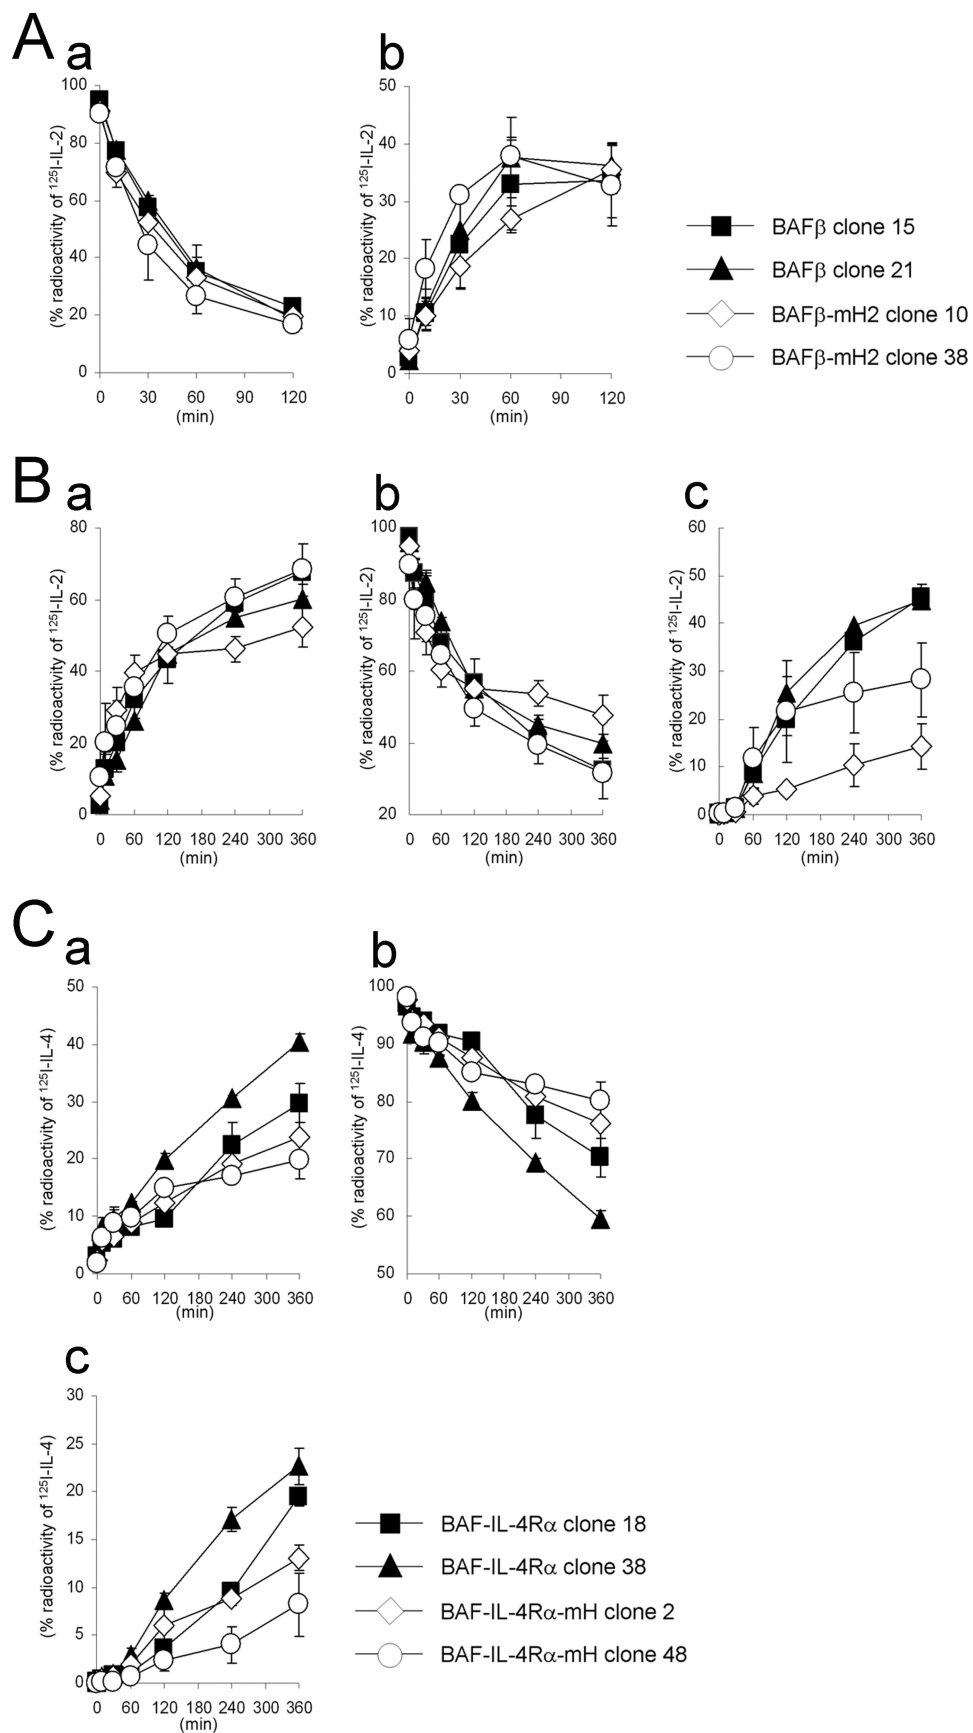 A
a
b
100
80
60
40
20
0
(% radioactivity of ¹²⁵I-IL-2)
0 30 60 90 120
(min)
50
40
30
20
10
0
(% radioactivity of ¹²⁵I-IL-2)
0 30 60 90 120
(min)
BAFβ clone 15
BAFβ clone 21
BAFβ-mH2 clone 10
BAFβ-mH2 clone 38
B
a
b
c
80
60
40
20
0
(% radioactivity of ¹²⁵I-IL-2)
0 60 120 180 240 300 360
(min)
100
80
60
40
20
(% radioactivity of ¹²⁵I-IL-2)
0 60 120 180 240 300 360
(min)
60
50
40
30
20
10
0
(% radioactivity of ¹²⁵I-IL-2)
0 60 120 180 240 300 360
(min)
C
a
b
50
40
30
20
10
0
(% radioactivity of ¹²⁵I-IL-4)
0 60 120 180 240 300 360
(min)
100
90
80
70
60
50
(% radioactivity of ¹²⁵I-IL-4)
0 60 120 180 240 300 360
(min)
c
30
25
20
15
10
5
0
(% radioactivity of ¹²⁵I-IL-4)
0 60 120 180 240 300 360
(min)
BAF-IL-4Rα clone 18
BAF-IL-4Rα clone 38
BAF-IL-4Rα-mH clone 2
BAF-IL-4Rα-mH clone 48